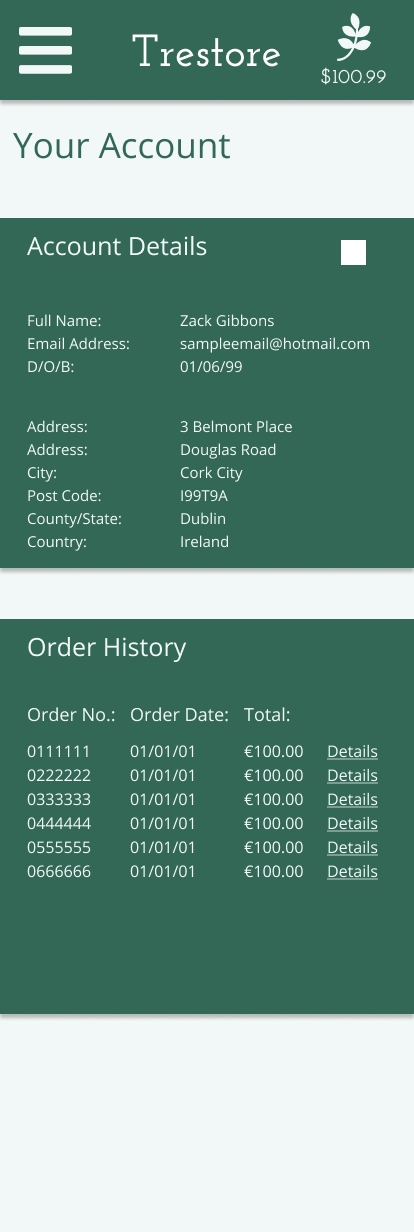 Trestore
$100.99
Your Account
Account Details
Full Name: Zack Gibbons
Email Address: sampleemail@hotmail.com
D/O/B: 01/06/99
Address: 3 Belmont Place
Address: Douglas Road
City: Cork City
Post Code: I99T9A
County/State: Dublin
Country: Ireland
Order History
Order No.: Order Date: Total:
0111111 01/01/01 €100.00 Details
0222222 01/01/01 €100.00 Details
0333333 01/01/01 €100.00 Details
0444444 01/01/01 €100.00 Details
0555555 01/01/01 €100.00 Details
0666666 01/01/01 €100.00 Details